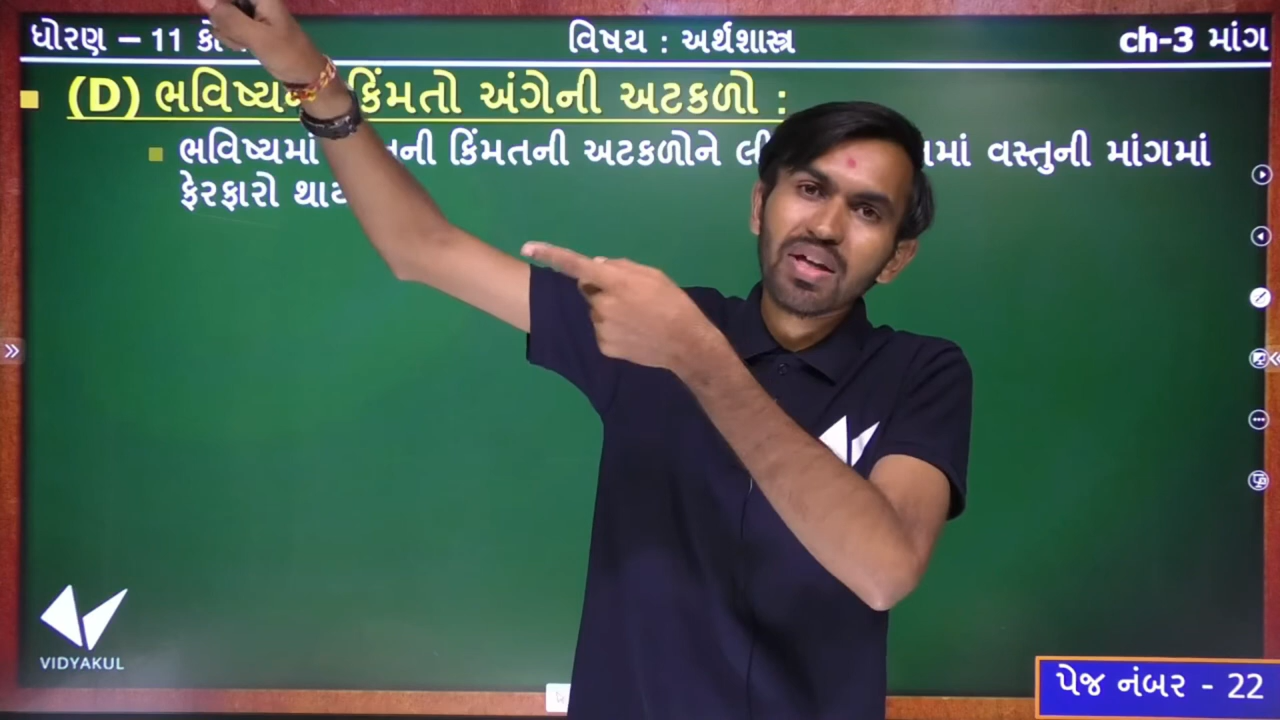 ધોરણ – 11
વિષય : અર્થશાસ્ત્ર
ch-3 માંગ
(D) કિંમતો અંગેની અટકળો :
ભવિષ્યમાં કિંમતની અટકળોને વસ્તુની માંગમાં
ફેરફારો
VIDYAKUL
પેજ નંબર - 22